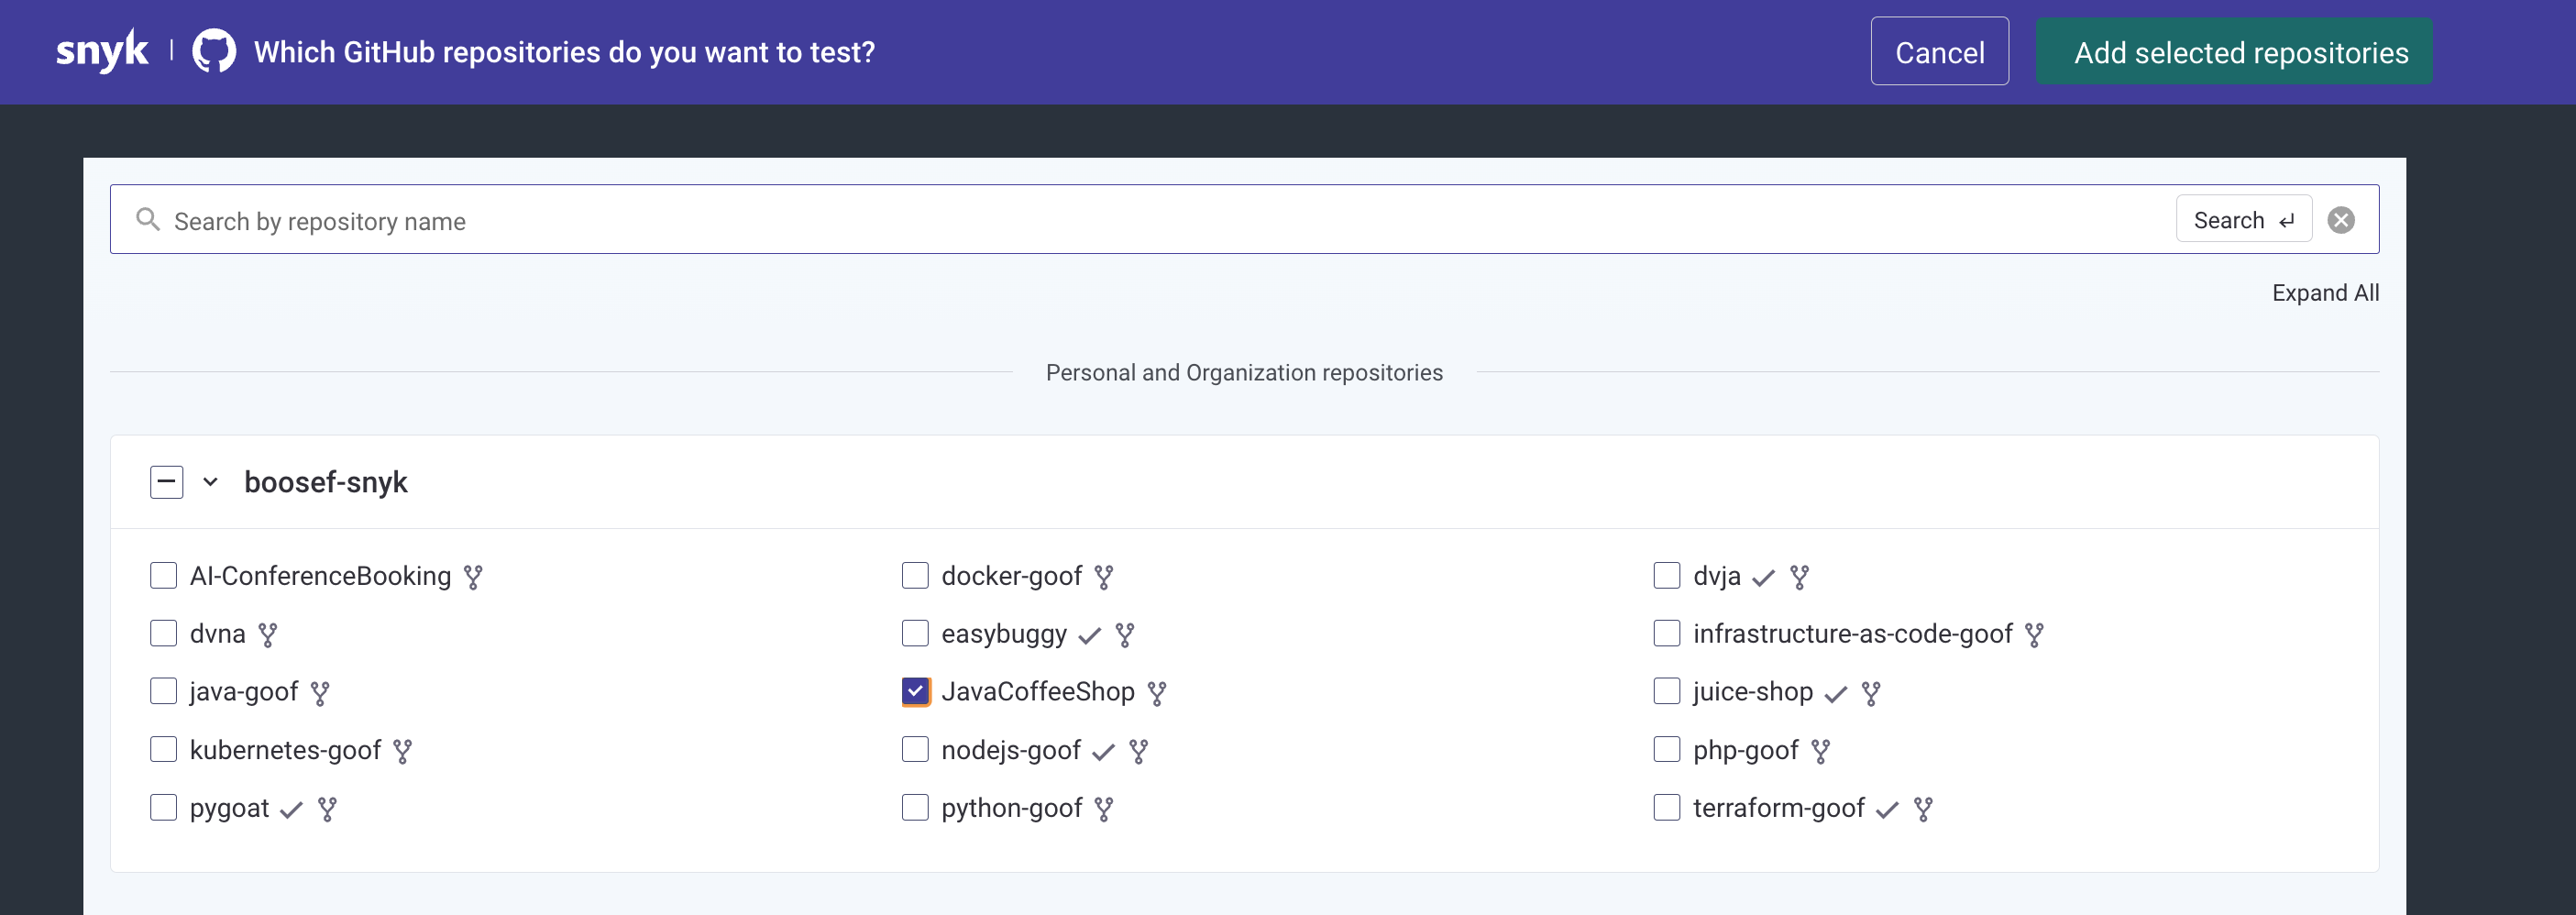 snyk | Which GitHub repositories do you want to test?
Cancel
Add selected repositories
Search by repository name
Search
Expand All
Personal and Organization repositories
boosef-snyk
AI-ConferenceBooking
docker-goof
dvja
dvna
easybuggy
infrastructure-as-code-goof
java-goof
JavaCoffeeShop
juice-shop
kubernetes-goof
nodejs-goof
php-goof
pygoat
python-goof
terraform-goof